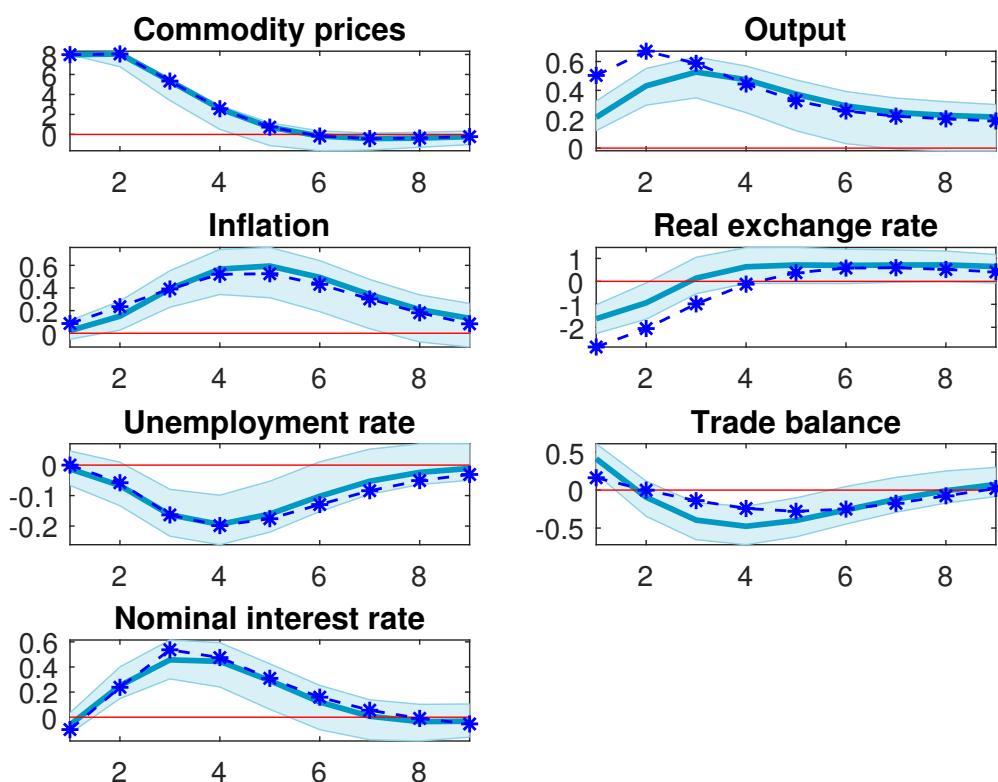 Commodity prices
8
6
4
2
0
2 4 6 8
Output
0.6
0.4
0.2
0
2 4 6 8
Inflation
0.6
0.4
0.2
0
2 4 6 8
Real exchange rate
1
0
-1
-2
2 4 6 8
Unemployment rate
0
-0.1
-0.2
2 4 6 8
Trade balance
0.5
0
-0.5
2 4 6 8
Nominal interest rate
0.6
0.4
0.2
0
2 4 6 8